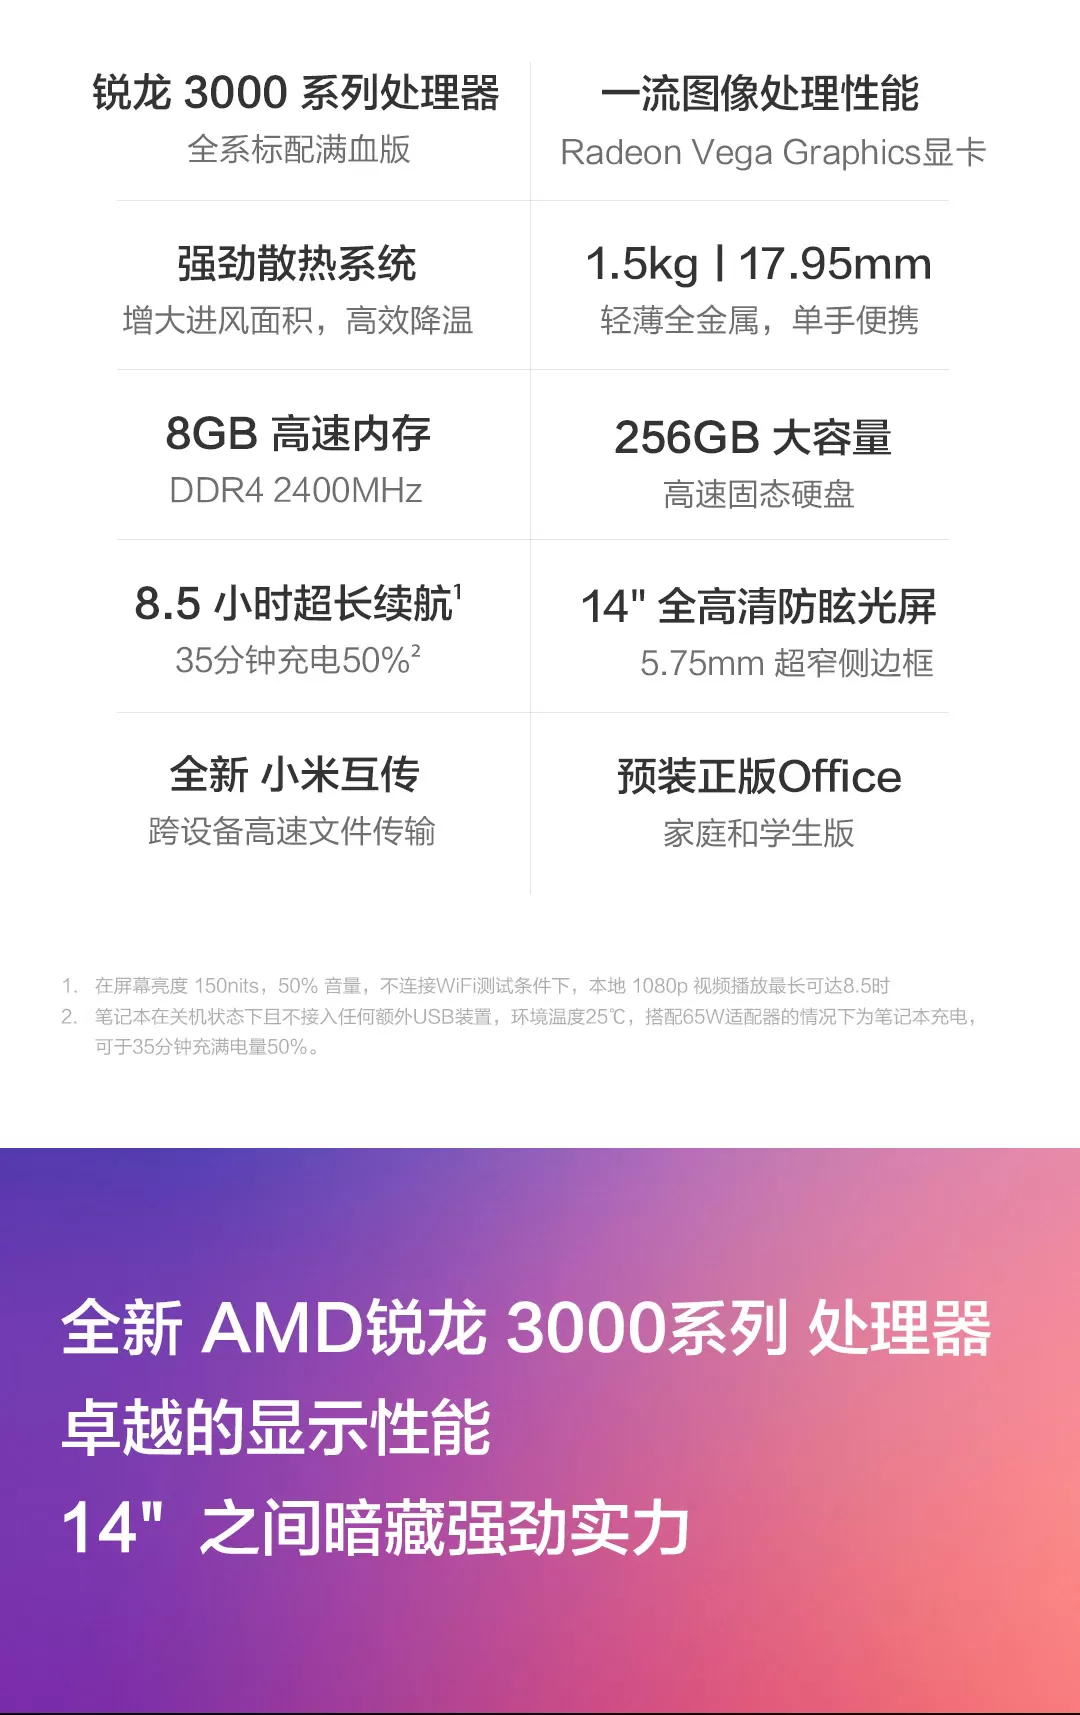 锐龙 3000 系列处理器
全系标配满血版
一流图像处理性能
Radeon Vega Graphics显卡
强劲散热系统
增大进风面积，高效降温
1.5kg | 17.95mm
轻薄全金属，单手便携
8GB 高速内存
DDR4 2400MHz
256GB 大容量
高速固态硬盘
8.5 小时超长续航¹
35分钟充电50%²
14" 全高清防眩光屏
5.75mm 超窄侧边框
全新 小米互传
跨设备高速文件传输
预装正版Office
家庭和学生版
1. 在屏幕亮度 150nits，50% 音量，不连接WiFi测试条件下，本地 1080p 视频播放最长可达8.5时
2. 笔记本在关机状态下且不接入任何额外USB装置，环境温度25℃，搭配65W适配器的情况下为笔记本充电，
可于35分钟充满电量50%。
全新 AMD锐龙 3000系列 处理器
卓越的显示性能
14" 之间暗藏强劲实力